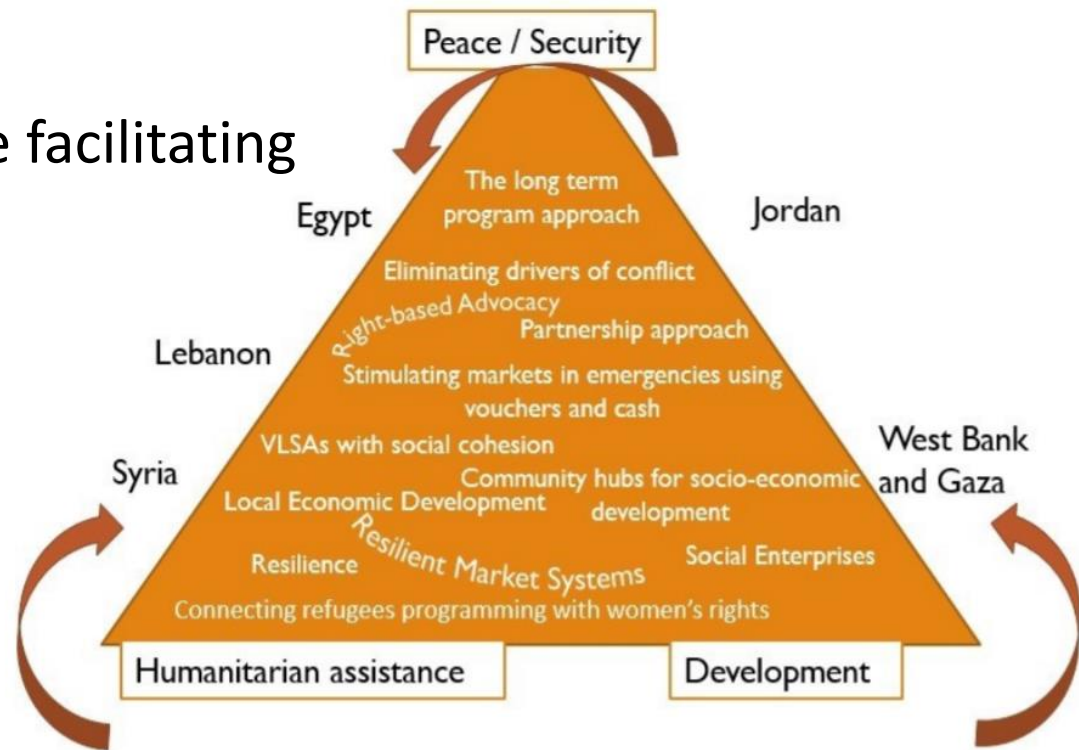 Peace / Security
e facilitating
The long term
program approach
Egypt
Jordan
Eliminating drivers of conflict
Right-based Advocacy
Partnership approach
Lebanon
Stimulating markets in emergencies using
vouchers and cash
VLSAs with social cohesion
West Bank
and Gaza
Syria
Community hubs for socio-economic
development
Local Economic Development
Resilient Market Systems
Resilience
Social Enterprises
Connecting refugees programming with women's rights
Humanitarian assistance
Development